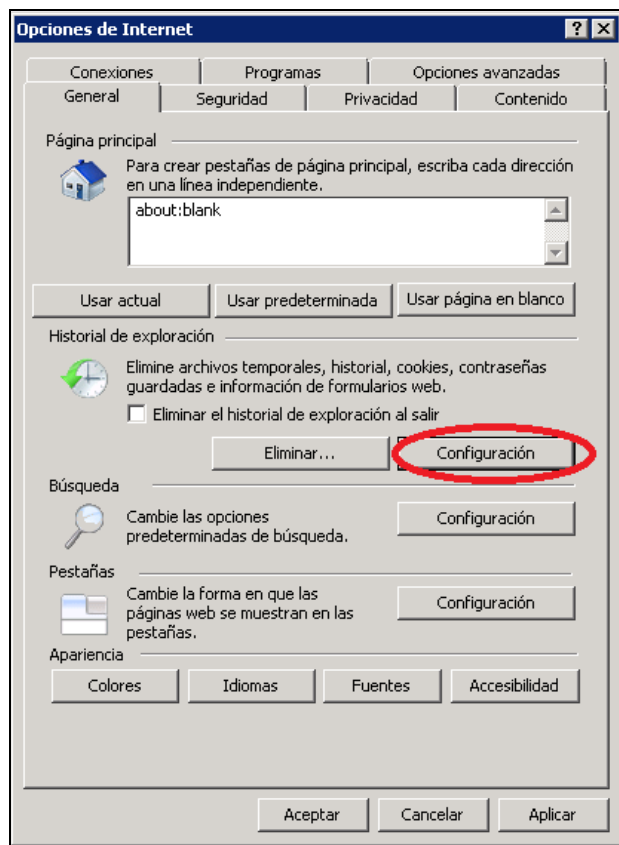 Opciones de Internet
Conexiones Programas Opciones avanzadas
General Seguridad Privacidad Contenido
Página principal
Para crear pestañas de página principal, escriba cada dirección
en una línea independiente.
about:blank
Usar actual Usar predeterminada Usar página en blanco
Historial de exploración
Elimine archivos temporales, historial, cookies, contraseñas
guardadas e información de formularios web.
Eliminar el historial de exploración al salir
Eliminar... Configuración
Búsqueda
Cambie las opciones
predeterminadas de búsqueda.
Configuración
Pestañas
Cambie la forma en que las
páginas web se muestran en las
pestañas.
Configuración
Apariencia
Colores Idiomas Fuentes Accesibilidad
Aceptar Cancelar Aplicar